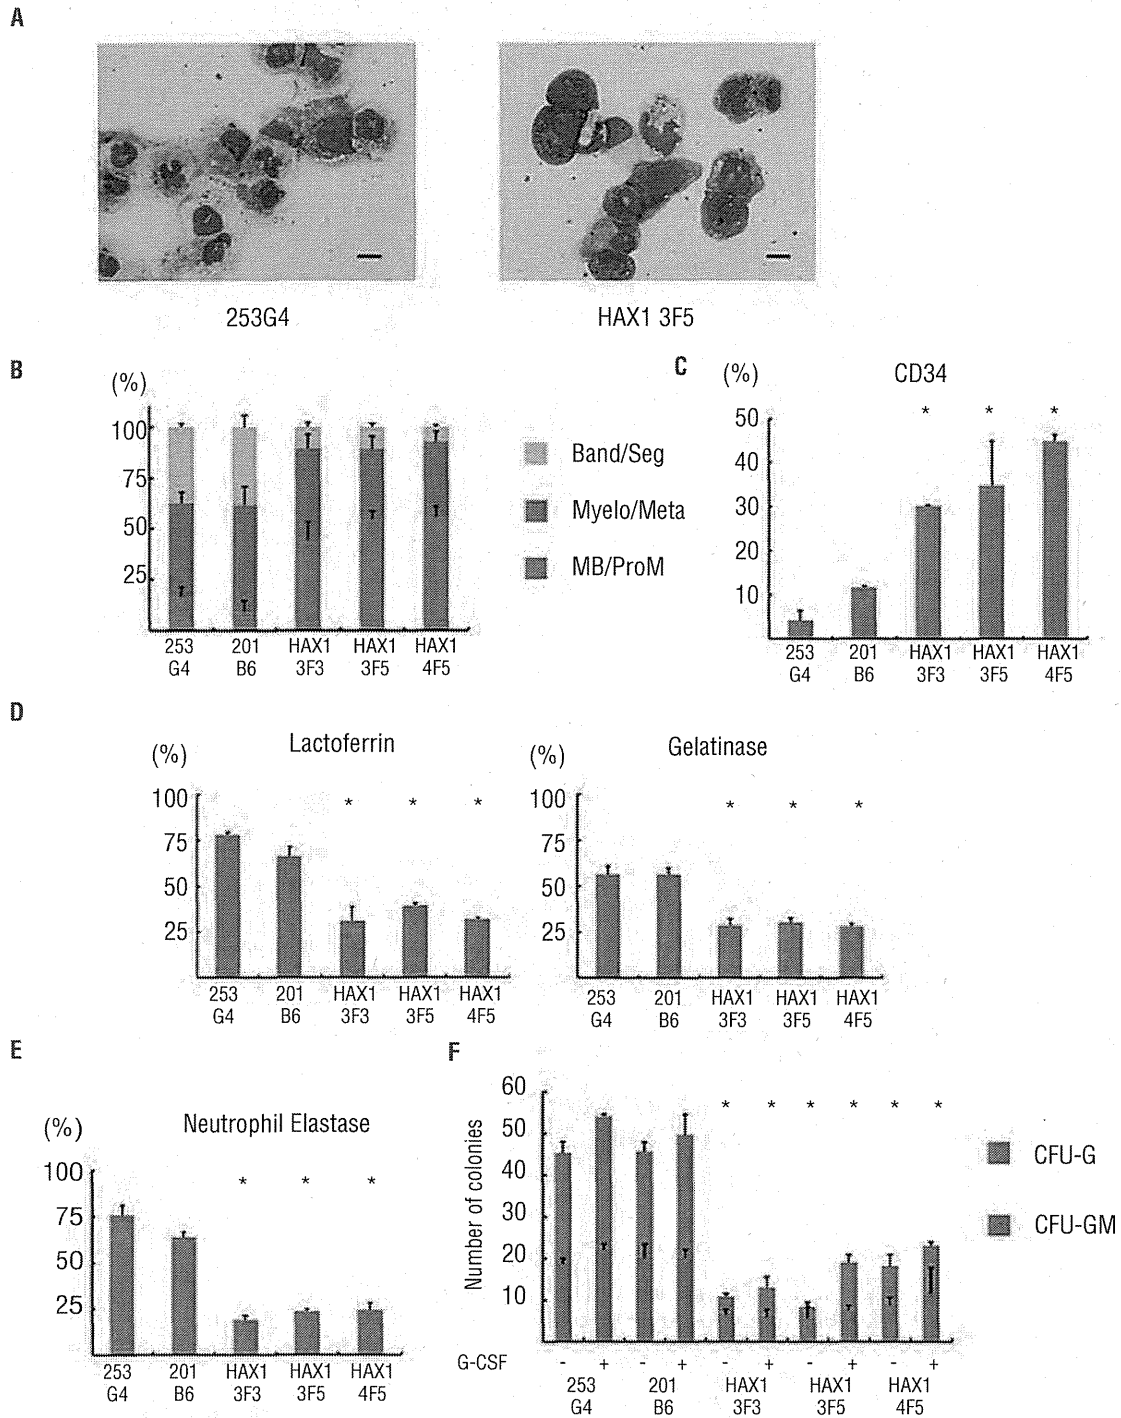 A
253G4
HAX1 3F5
B
(%)
100
75
50
25
253 G4
201 B6
HAX1 3F3
HAX1 3F5
HAX1 4F5
Band/Seg
Myelo/Meta
MB/ProM
C
(%)
CD34
*
*
*
50
40
30
20
10
253 G4
201 B6
HAX1 3F3
HAX1 3F5
HAX1 4F5
D
(%)
Lactoferrin
100
75
50
25
*
*
*
253 G4
201 B6
HAX1 3F3
HAX1 3F5
HAX1 4F5
(%)
Gelatinase
100
75
50
25
*
*
*
253 G4
201 B6
HAX1 3F3
HAX1 3F5
HAX1 4F5
E
(%)
Neutrophil Elastase
100
75
50
25
*
*
*
253 G4
201 B6
HAX1 3F3
HAX1 3F5
HAX1 4F5
F
Number of colonies
60
50
40
30
20
10
*
*
*
*
*
*
CFU-G
CFU-GM
G-CSF - + - + - + - + - +
253 G4
201 B6
HAX1 3F3
HAX1 3F5
HAX1 4F5